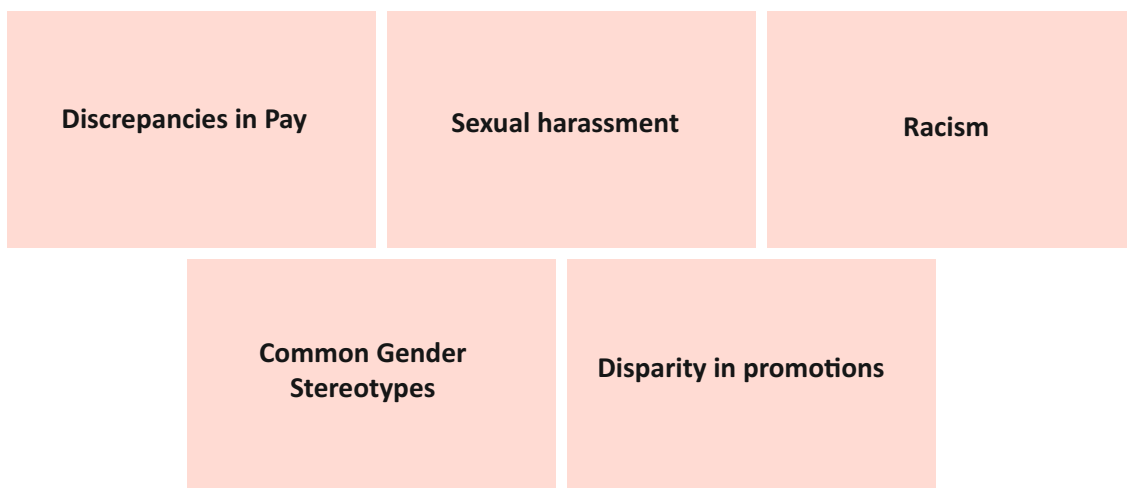 Discrepancies in Pay
Sexual harassment
Racism
Common Gender
Stereotypes
Disparity in promotions